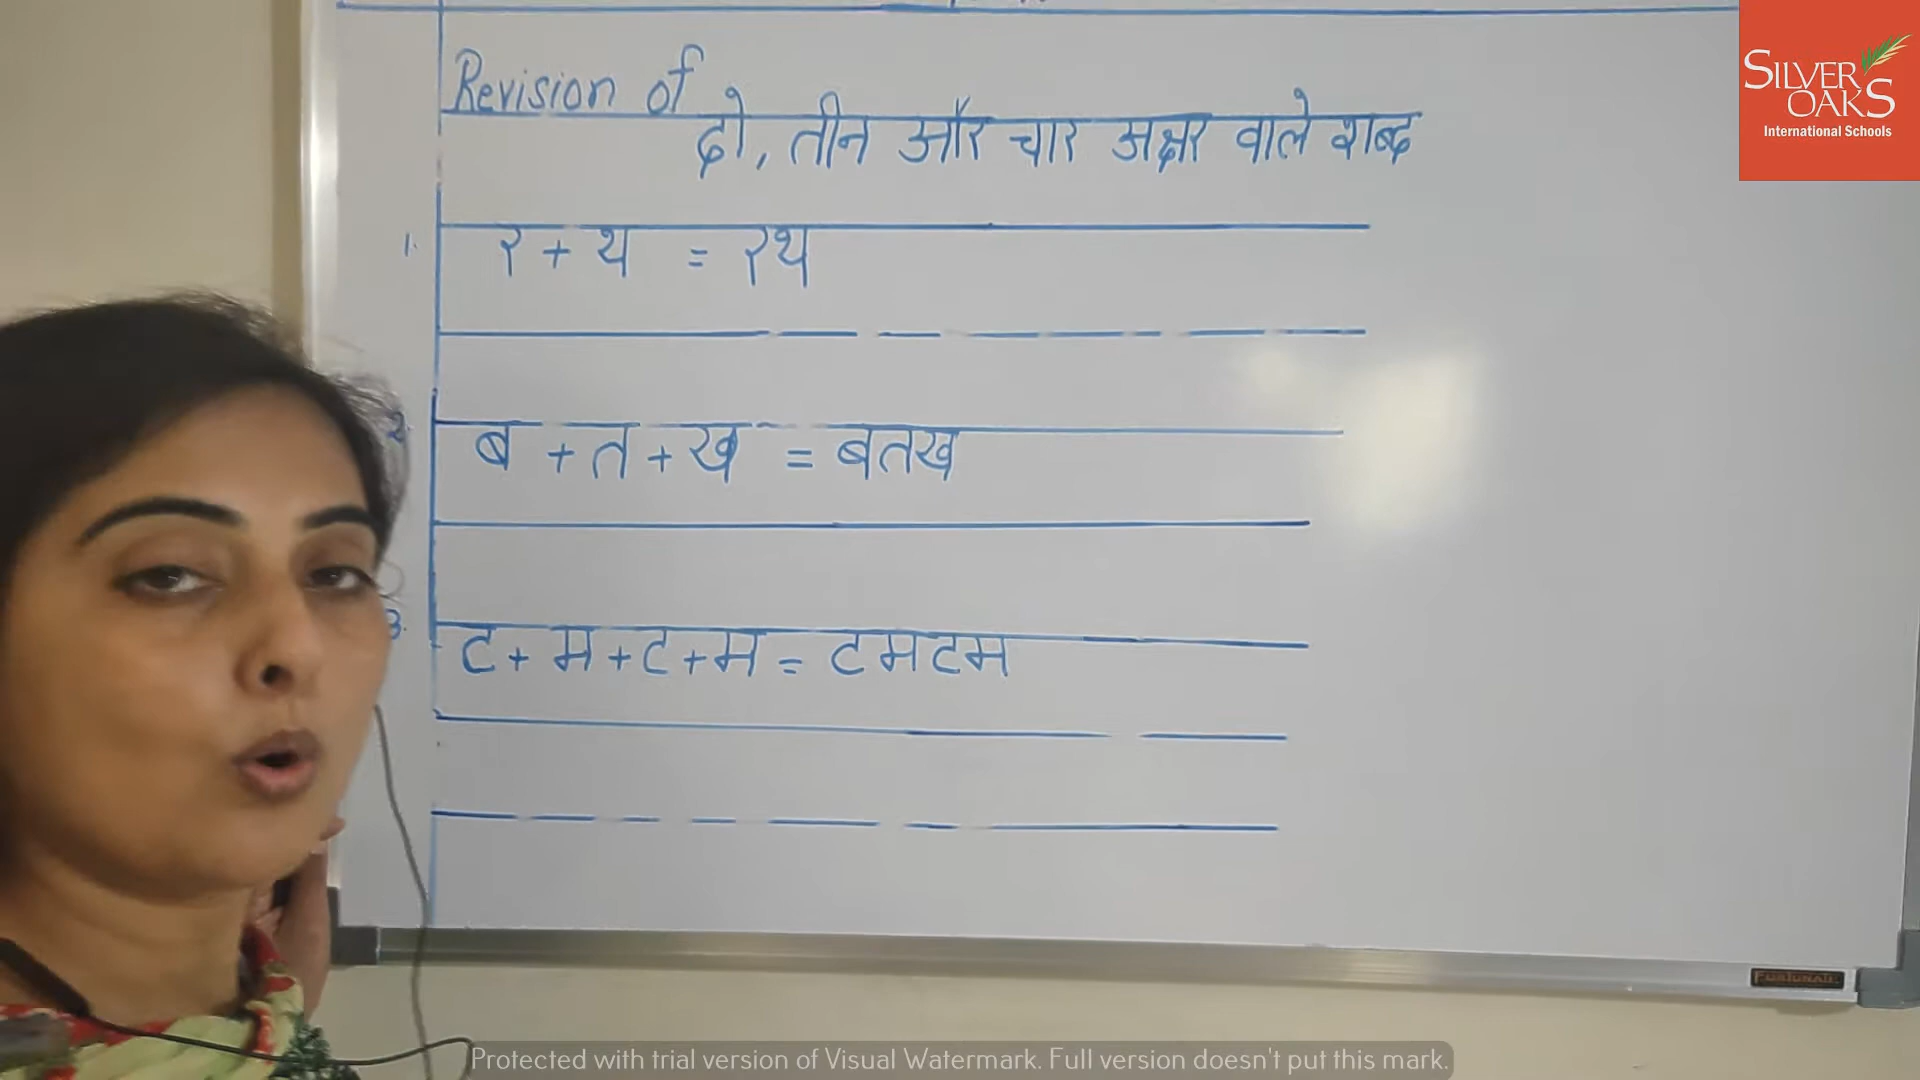 SILVER OAKS
International Schools
Revision of
दो, तीन और चार अक्षर वाले शब्द
1. र + थ = रथ
2. ब + त + ख = बतख
3. ट + म + ट + म = टमटम
FORTUNATE
Protected with trial version of Visual Watermark. Full version doesn't put this mark.